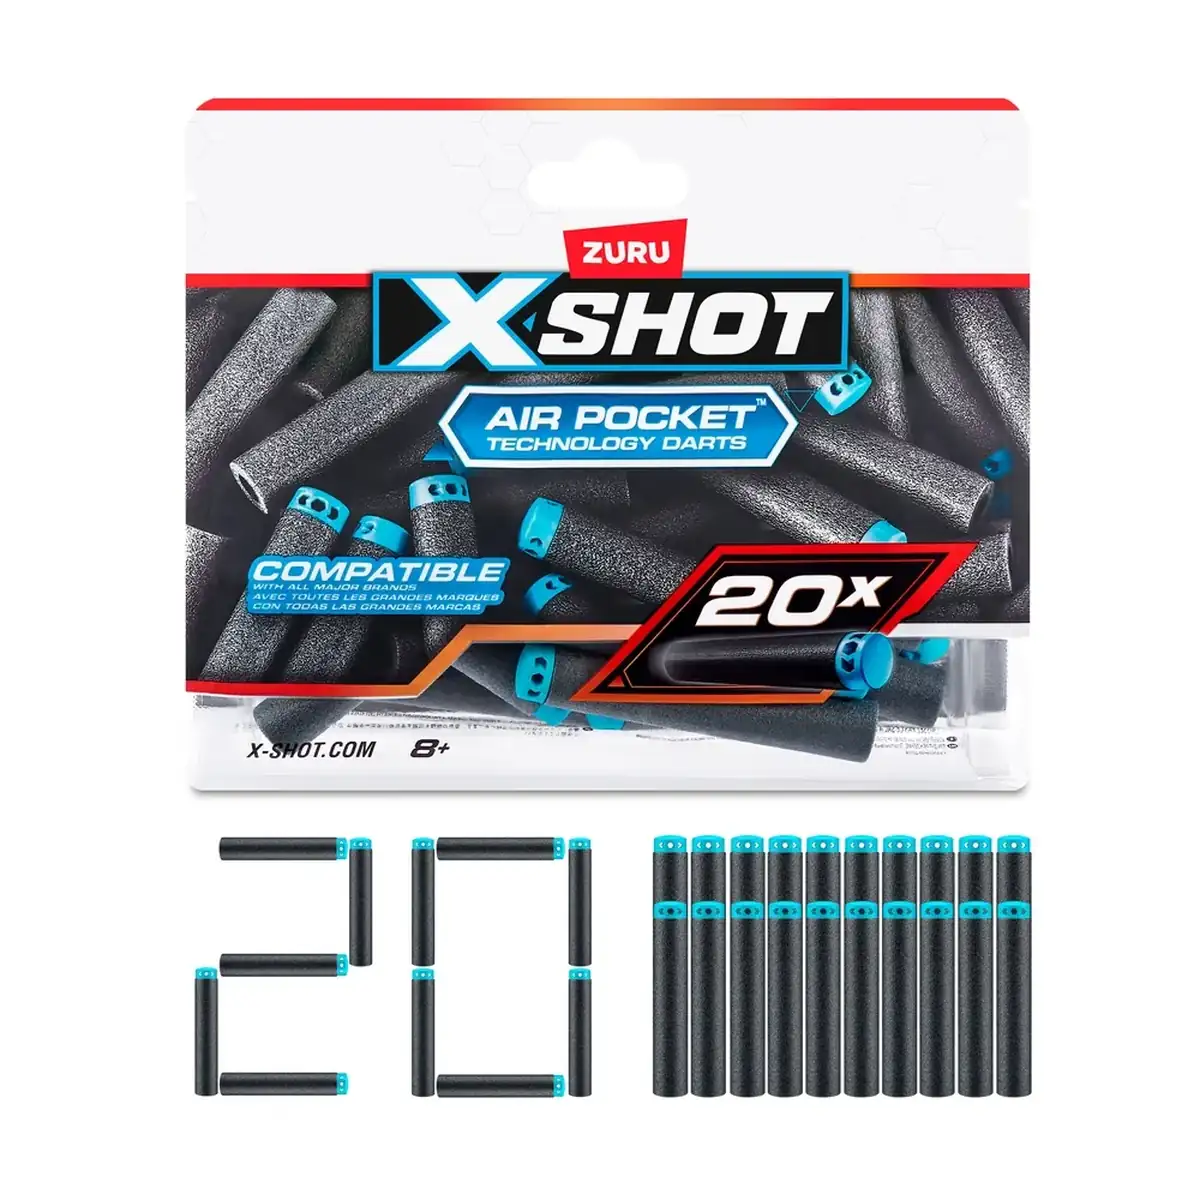 ZURU
X SHOT
AIR POCKET™
TECHNOLOGY DARTS
COMPATIBLE
WITH ALL MAJOR BRANDS
AVEC TOUTES LES GRANDES MARQUES
CON TODAS LAS GRANDES MARCAS
20X
X-SHOT.COM 8+
20